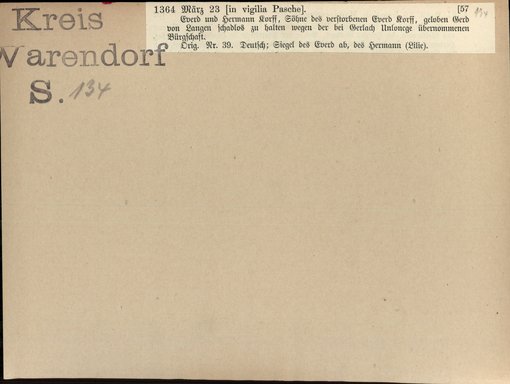 Kreis
Warendorf
S. 134
1364 März 23 [in vigilia Pasche]. [57 134
Everd und Hermann Korff, Söhne des verstorbenen Everd Korff, geloben Gerd
von Langen schadlos zu halten wegen der bei Gerlach Unlonege übernommenen
Bürgschaft.
Orig. Nr. 39. Deutsch; Siegel des Everd ab, des Hermann (Lilie).